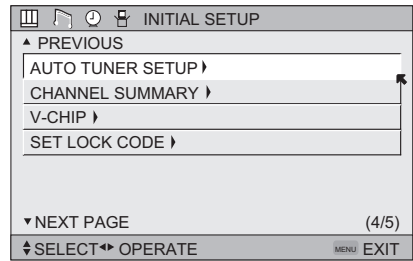 INITIAL SETUP
PREVIOUS
AUTO TUNER SETUP
CHANNEL SUMMARY
V-CHIP
SET LOCK CODE
NEXT PAGE (4/5)
SELECT OPERATE MENU EXIT